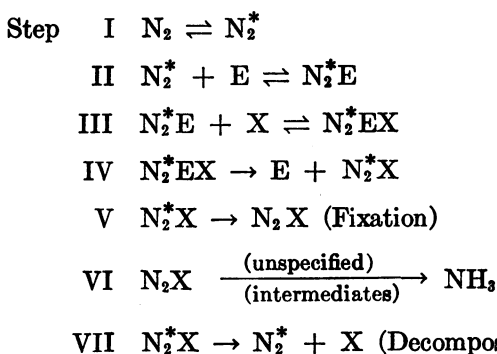 Step I N₂ ⇌ N₂*
II N₂* + E ⇌ N₂*E
III N₂*E + X ⇌ N₂*EX
IV N₂*EX → E + N₂*X
V N₂*X → N₂X (Fixation)
VI N₂X (unspecified) (intermediates) → NH₃
VII N₂*X → N₂* + X